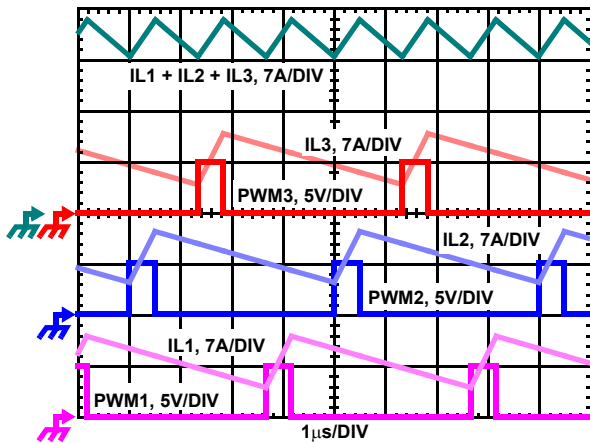 IL1 + IL2 + IL3, 7A/DIV
IL3, 7A/DIV
PWM3, 5V/DIV
IL2, 7A/DIV
PWM2, 5V/DIV
IL1, 7A/DIV
PWM1, 5V/DIV
1μs/DIV